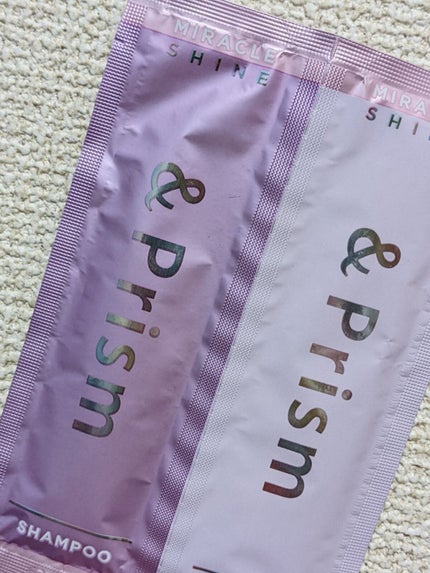 MIRACLE
SHINE
& Prism
SHAMPOO
MIRA
SHI
& Prism